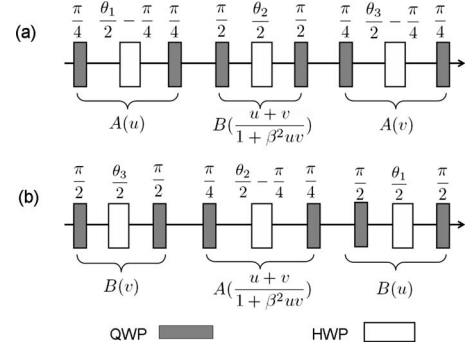 (a)
π/4 θ₁/2 − π/4 π/4 π/2 θ₂/2 π/2 π/4 θ₃/2 − π/4 π/4
A(u) B(u + v / 1 + β²uv) A(v)
(b)
π/2 θ₃/2 π/2 π/4 θ₂/2 − π/4 π/4 π/2 θ₁/2 π/2
B(v) A(u + v / 1 + β²uv) B(u)
QWP HWP